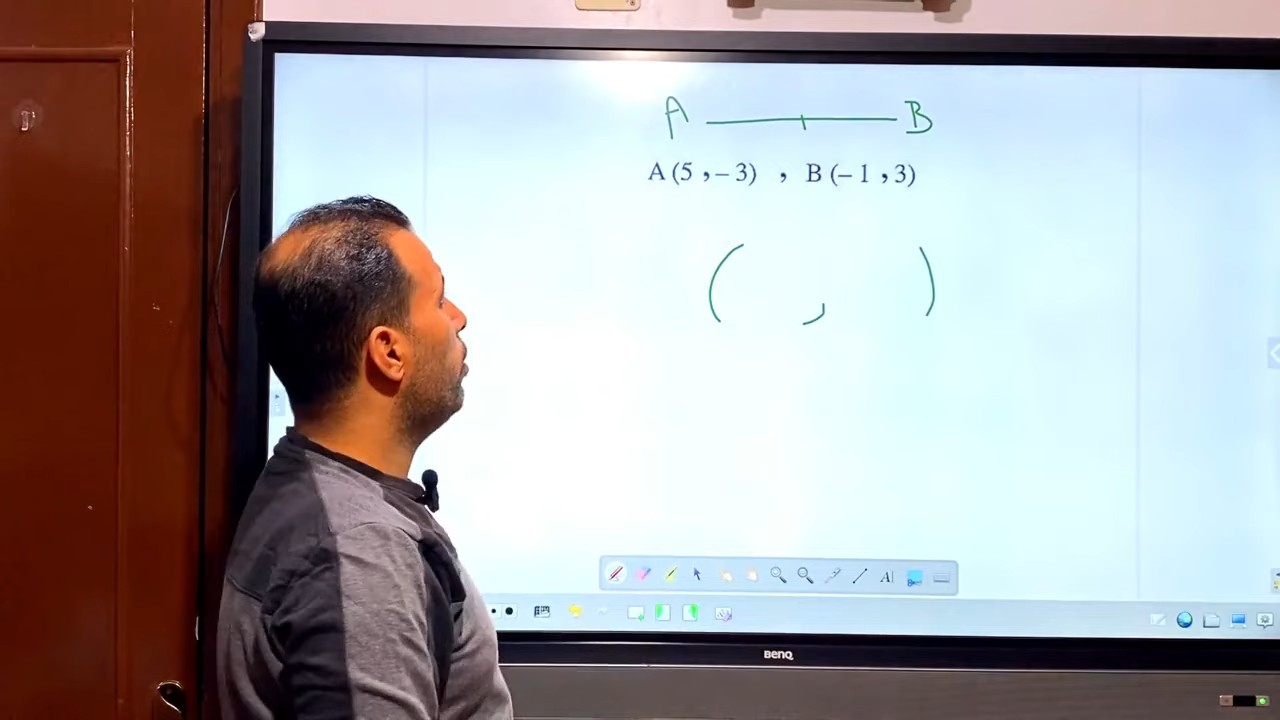 A B
A (5 , – 3) , B (– 1 , 3)
( , )
A
BenQ